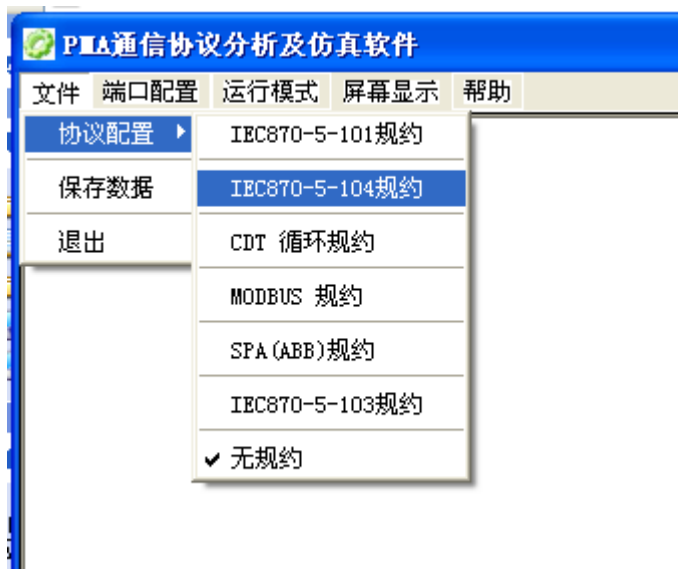 PMA通信协议分析及仿真软件
文件 端口配置 运行模式 屏幕显示 帮助
协议配置
保存数据
退出
IEC870-5-101规约
IEC870-5-104规约
CDT 循环规约
MODBUS 规约
SPA(ABB)规约
IEC870-5-103规约
无规约